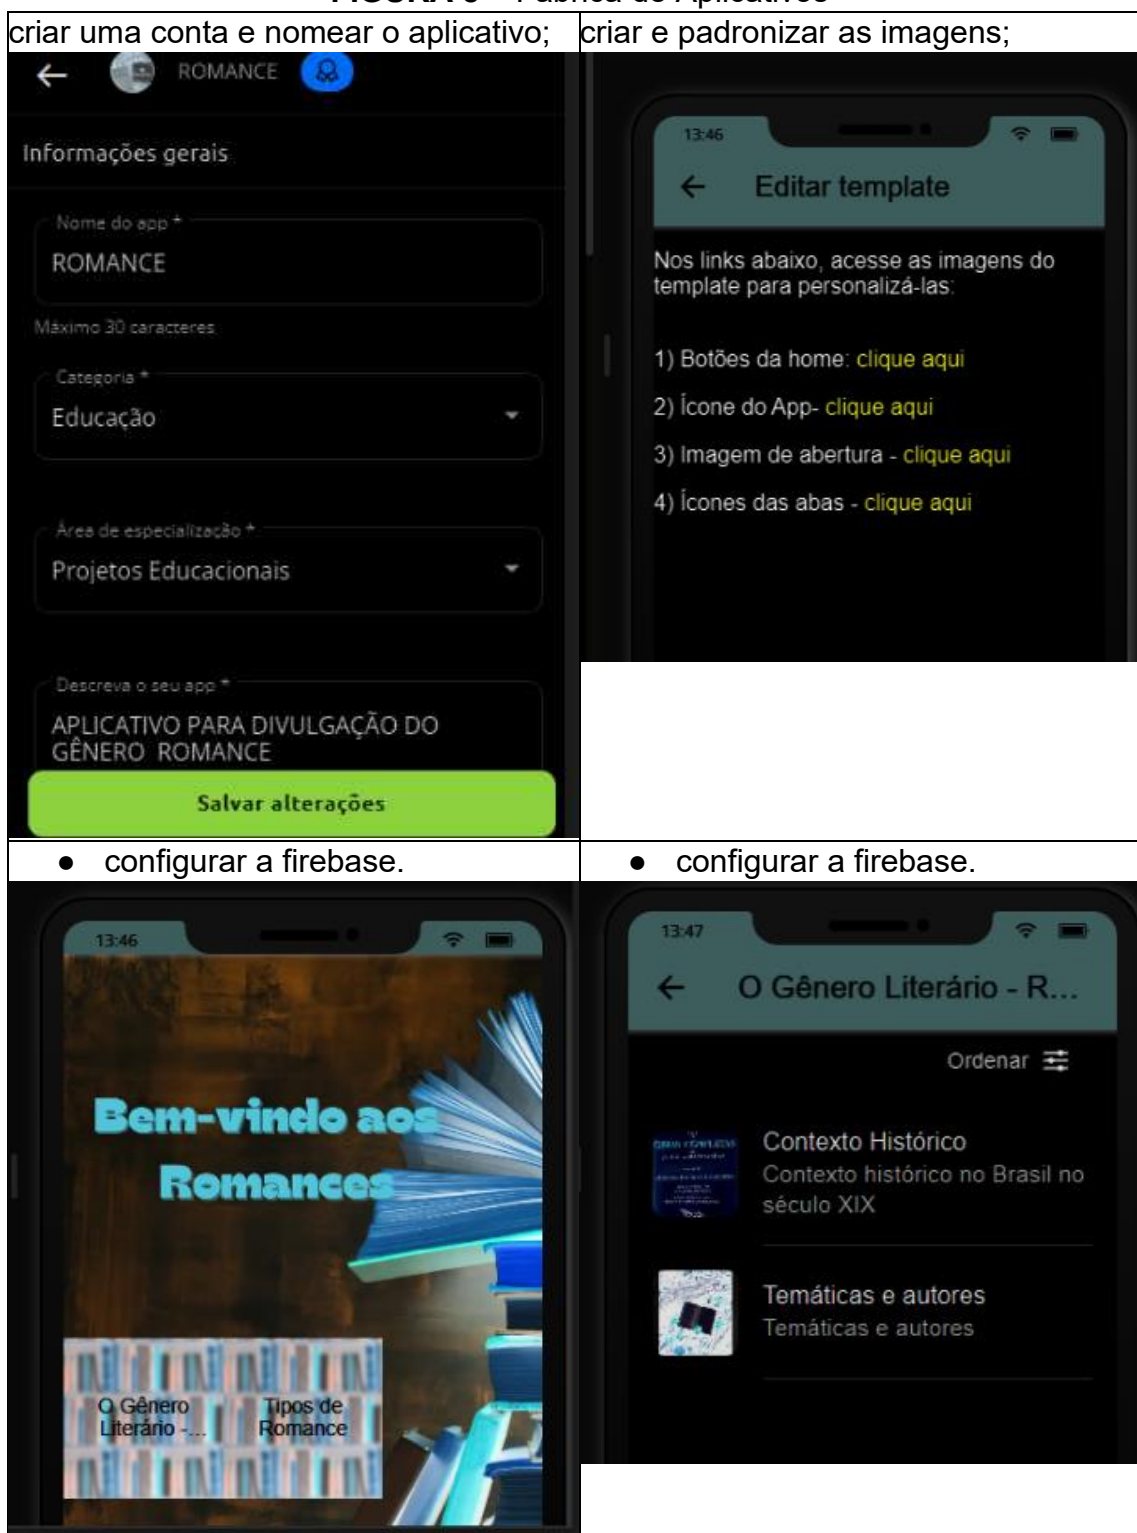 criar uma conta e nomear o aplicativo;
ROMANCE
Informações gerais
Nome do app *
ROMANCE
Máximo 30 caracteres
Categoria *
Educação
Área de especialização *
Projetos Educacionais
Descreva o seu app *
APLICATIVO PARA DIVULGAÇÃO DO
GÊNERO ROMANCE
Salvar alterações
criar e padronizar as imagens;
13:46
Editar template
Nos links abaixo, acesse as imagens do
template para personalizá-las:
1) Botões da home: clique aqui
2) Ícone do App- clique aqui
3) Imagem de abertura - clique aqui
4) Ícones das abas - clique aqui
● configurar a firebase.
13:46
Bem-vindo aos
Romances
O Gênero
Literário -...
Tipos de
Romance
● configurar a firebase.
13:47
O Gênero Literário - R...
Ordenar
Contexto Histórico
Contexto histórico no Brasil no
século XIX
Temáticas e autores
Temáticas e autores